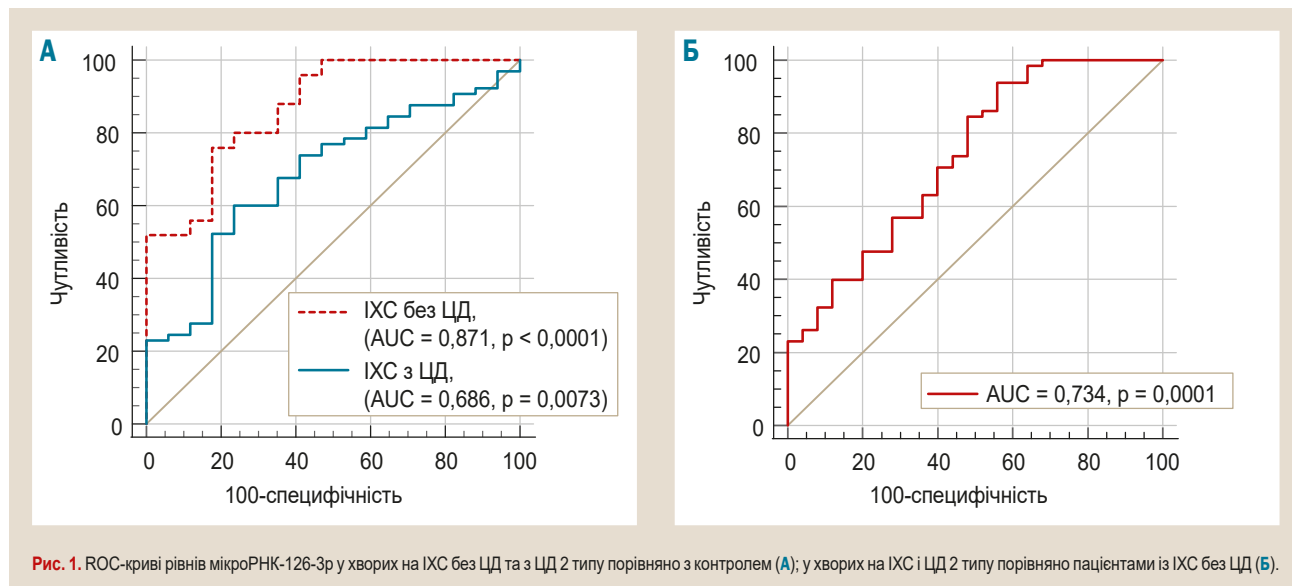 А
100
80
60
40
20
0
Чутливість
0 20 40 60 80 100
100-специфічність
ІХС без ЦД,
(AUC = 0,871, p < 0,0001)
ІХС з ЦД,
(AUC = 0,686, p = 0,0073)
Б
100
80
60
40
20
0
Чутливість
0 20 40 60 80 100
100-специфічність
AUC = 0,734, p = 0,0001
Рис. 1. ROC-криві рівнів мікроРНК-126-3p у хворих на ІХС без ЦД та з ЦД 2 типу порівняно з контролем (А); у хворих на ІХС і ЦД 2 типу порівняно пацієнтами із ІХС без ЦД (Б).